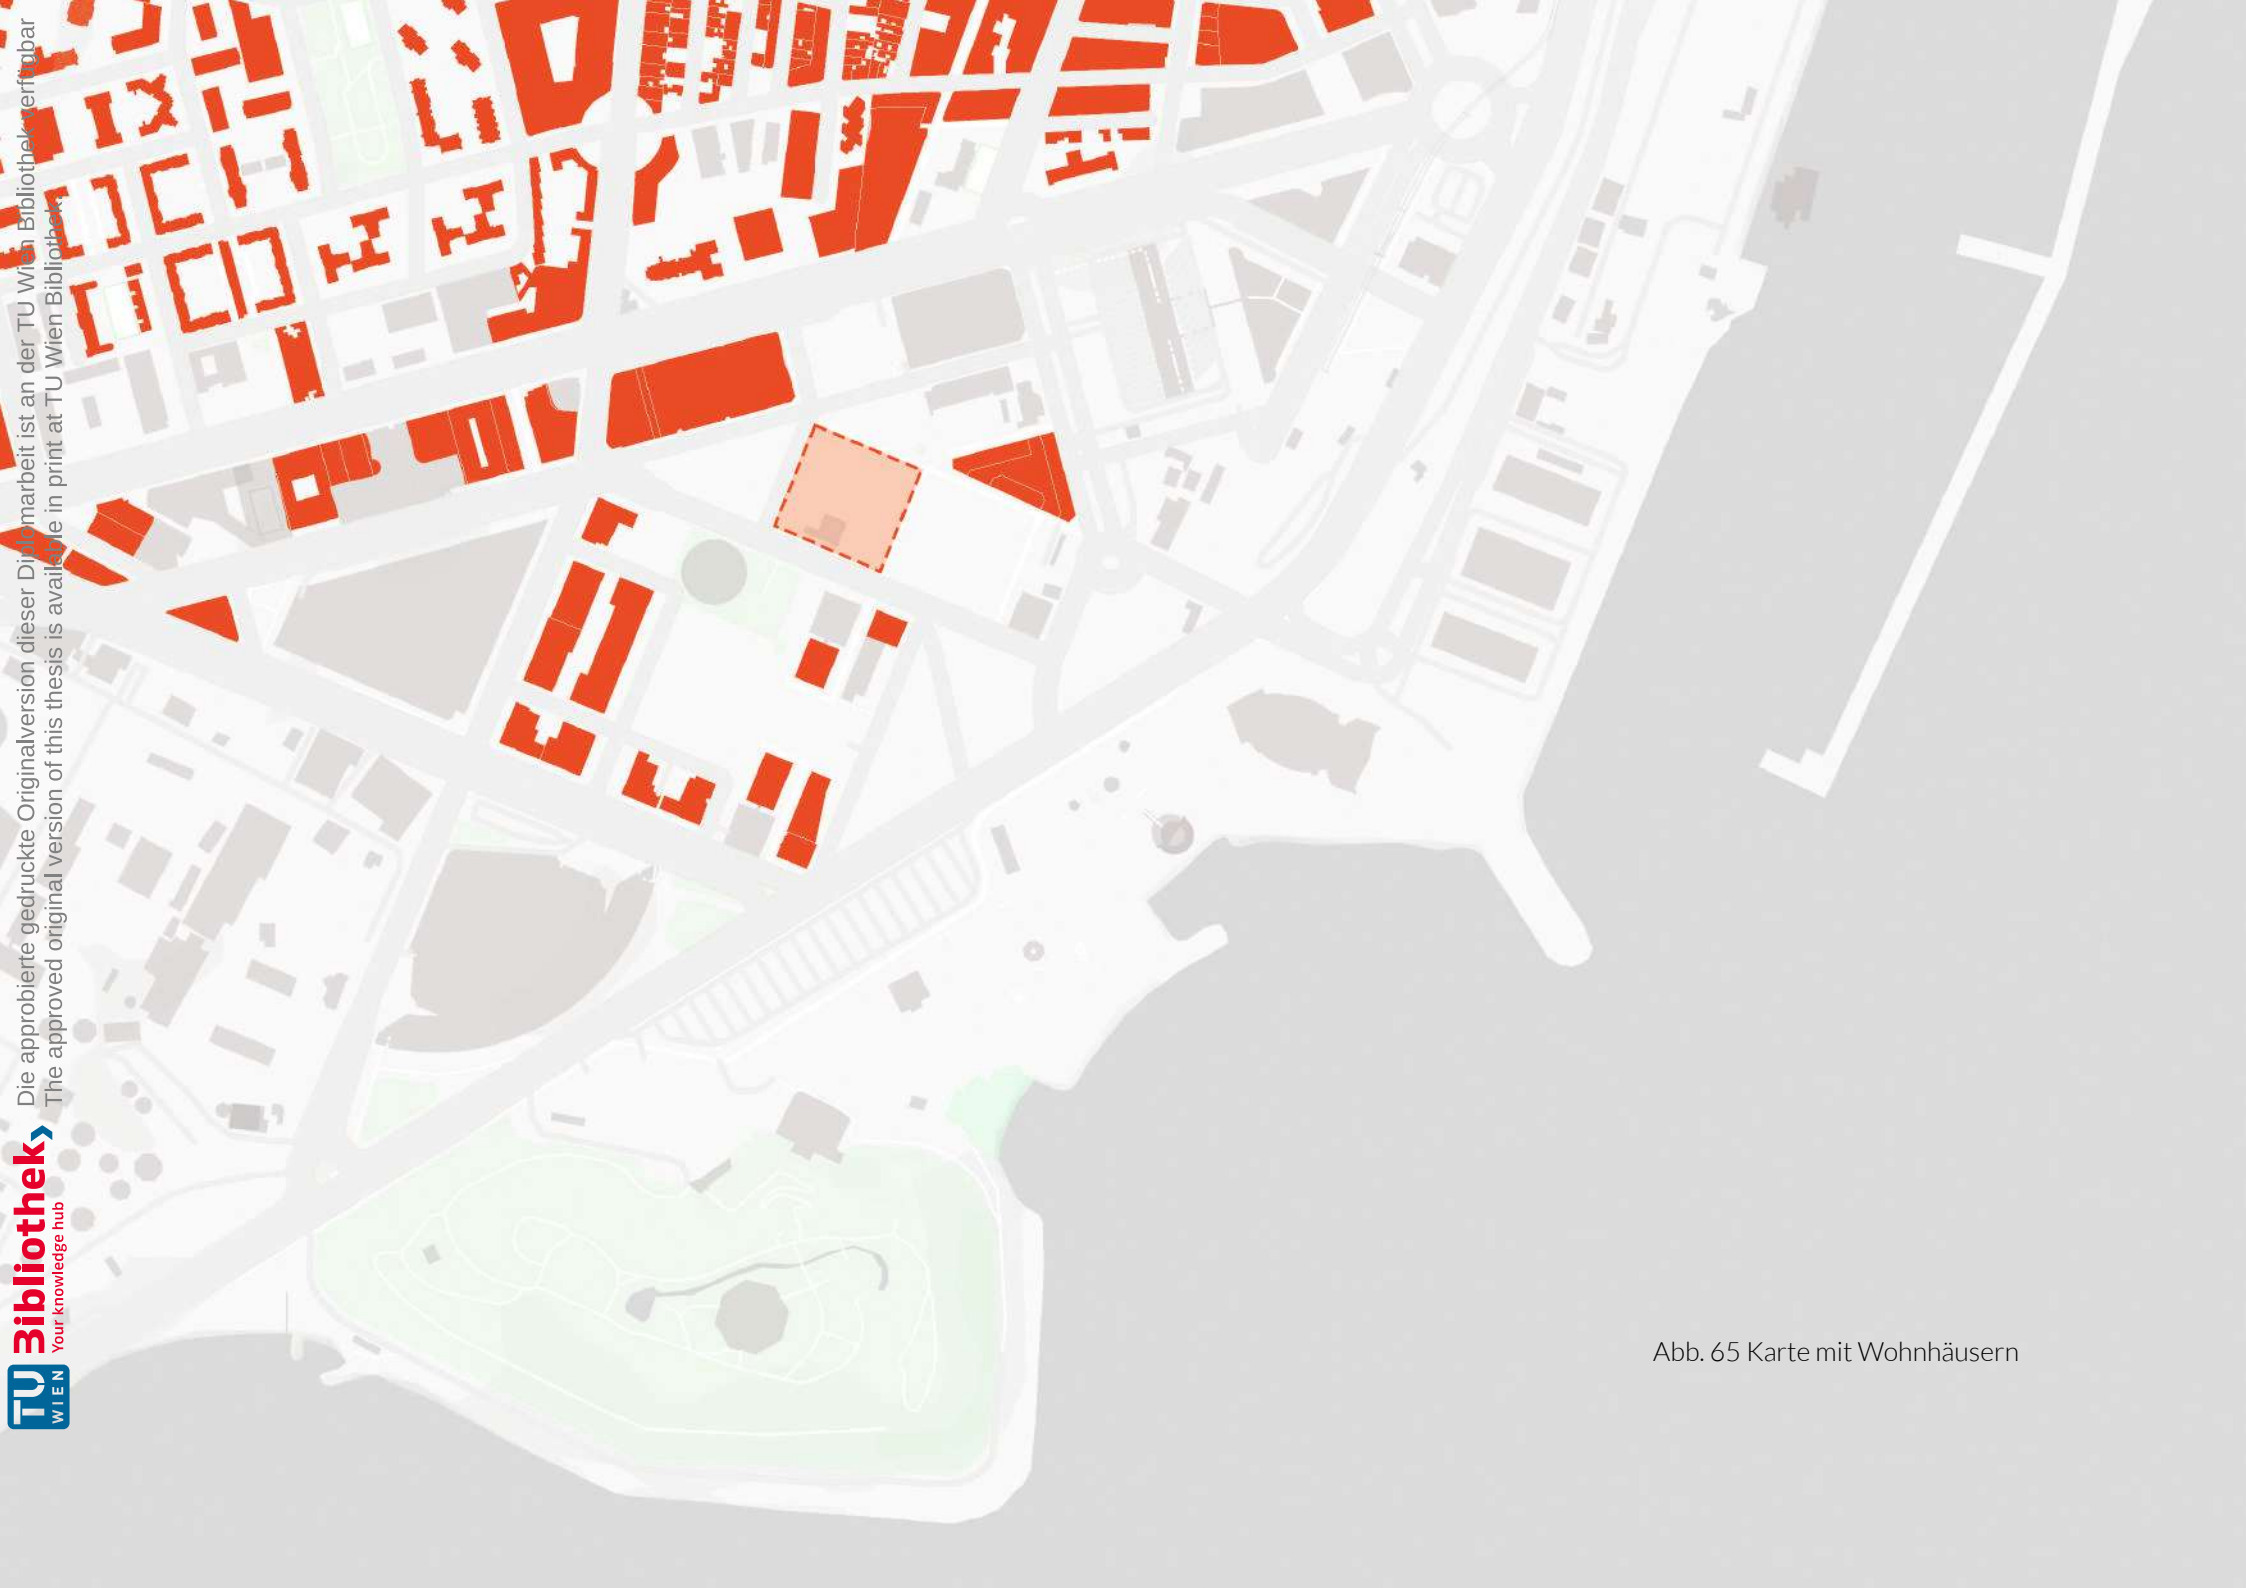 Die approbierte gedruckte Originalversion dieser Diplomarbeit ist an der TU Wien Bibliothek verfügbar
The approved original version of this thesis is available in print at TU Wien Bibliothek.
Bibliothek
Your knowledge hub
TU
WIEN
Abb. 65 Karte mit Wohnhäusern